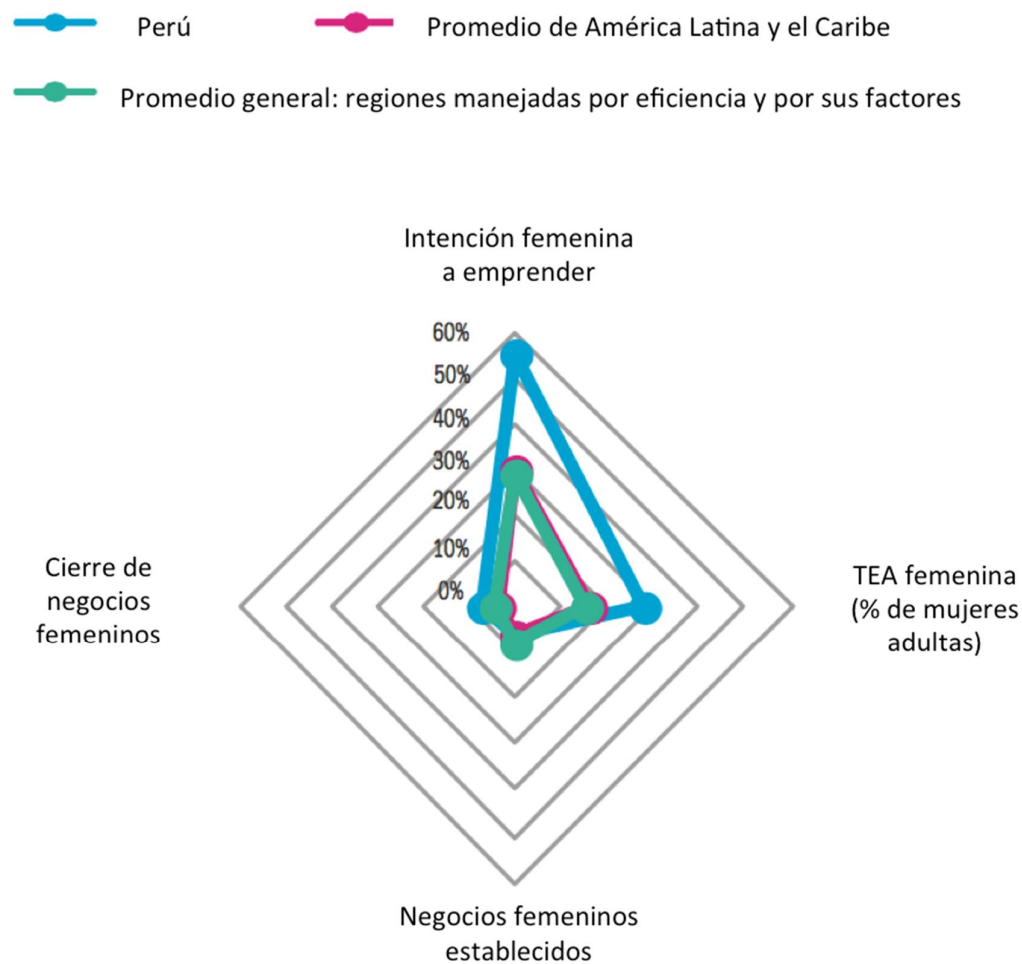 Perú
Promedio de América Latina y el Caribe
Promedio general: regiones manejadas por eficiencia y por sus factores
Intención femenina
a emprender
60%
50%
40%
30%
20%
10%
0%
Cierre de
negocios
femeninos
TEA femenina
(% de mujeres
adultas)
Negocios femeninos
establecidos